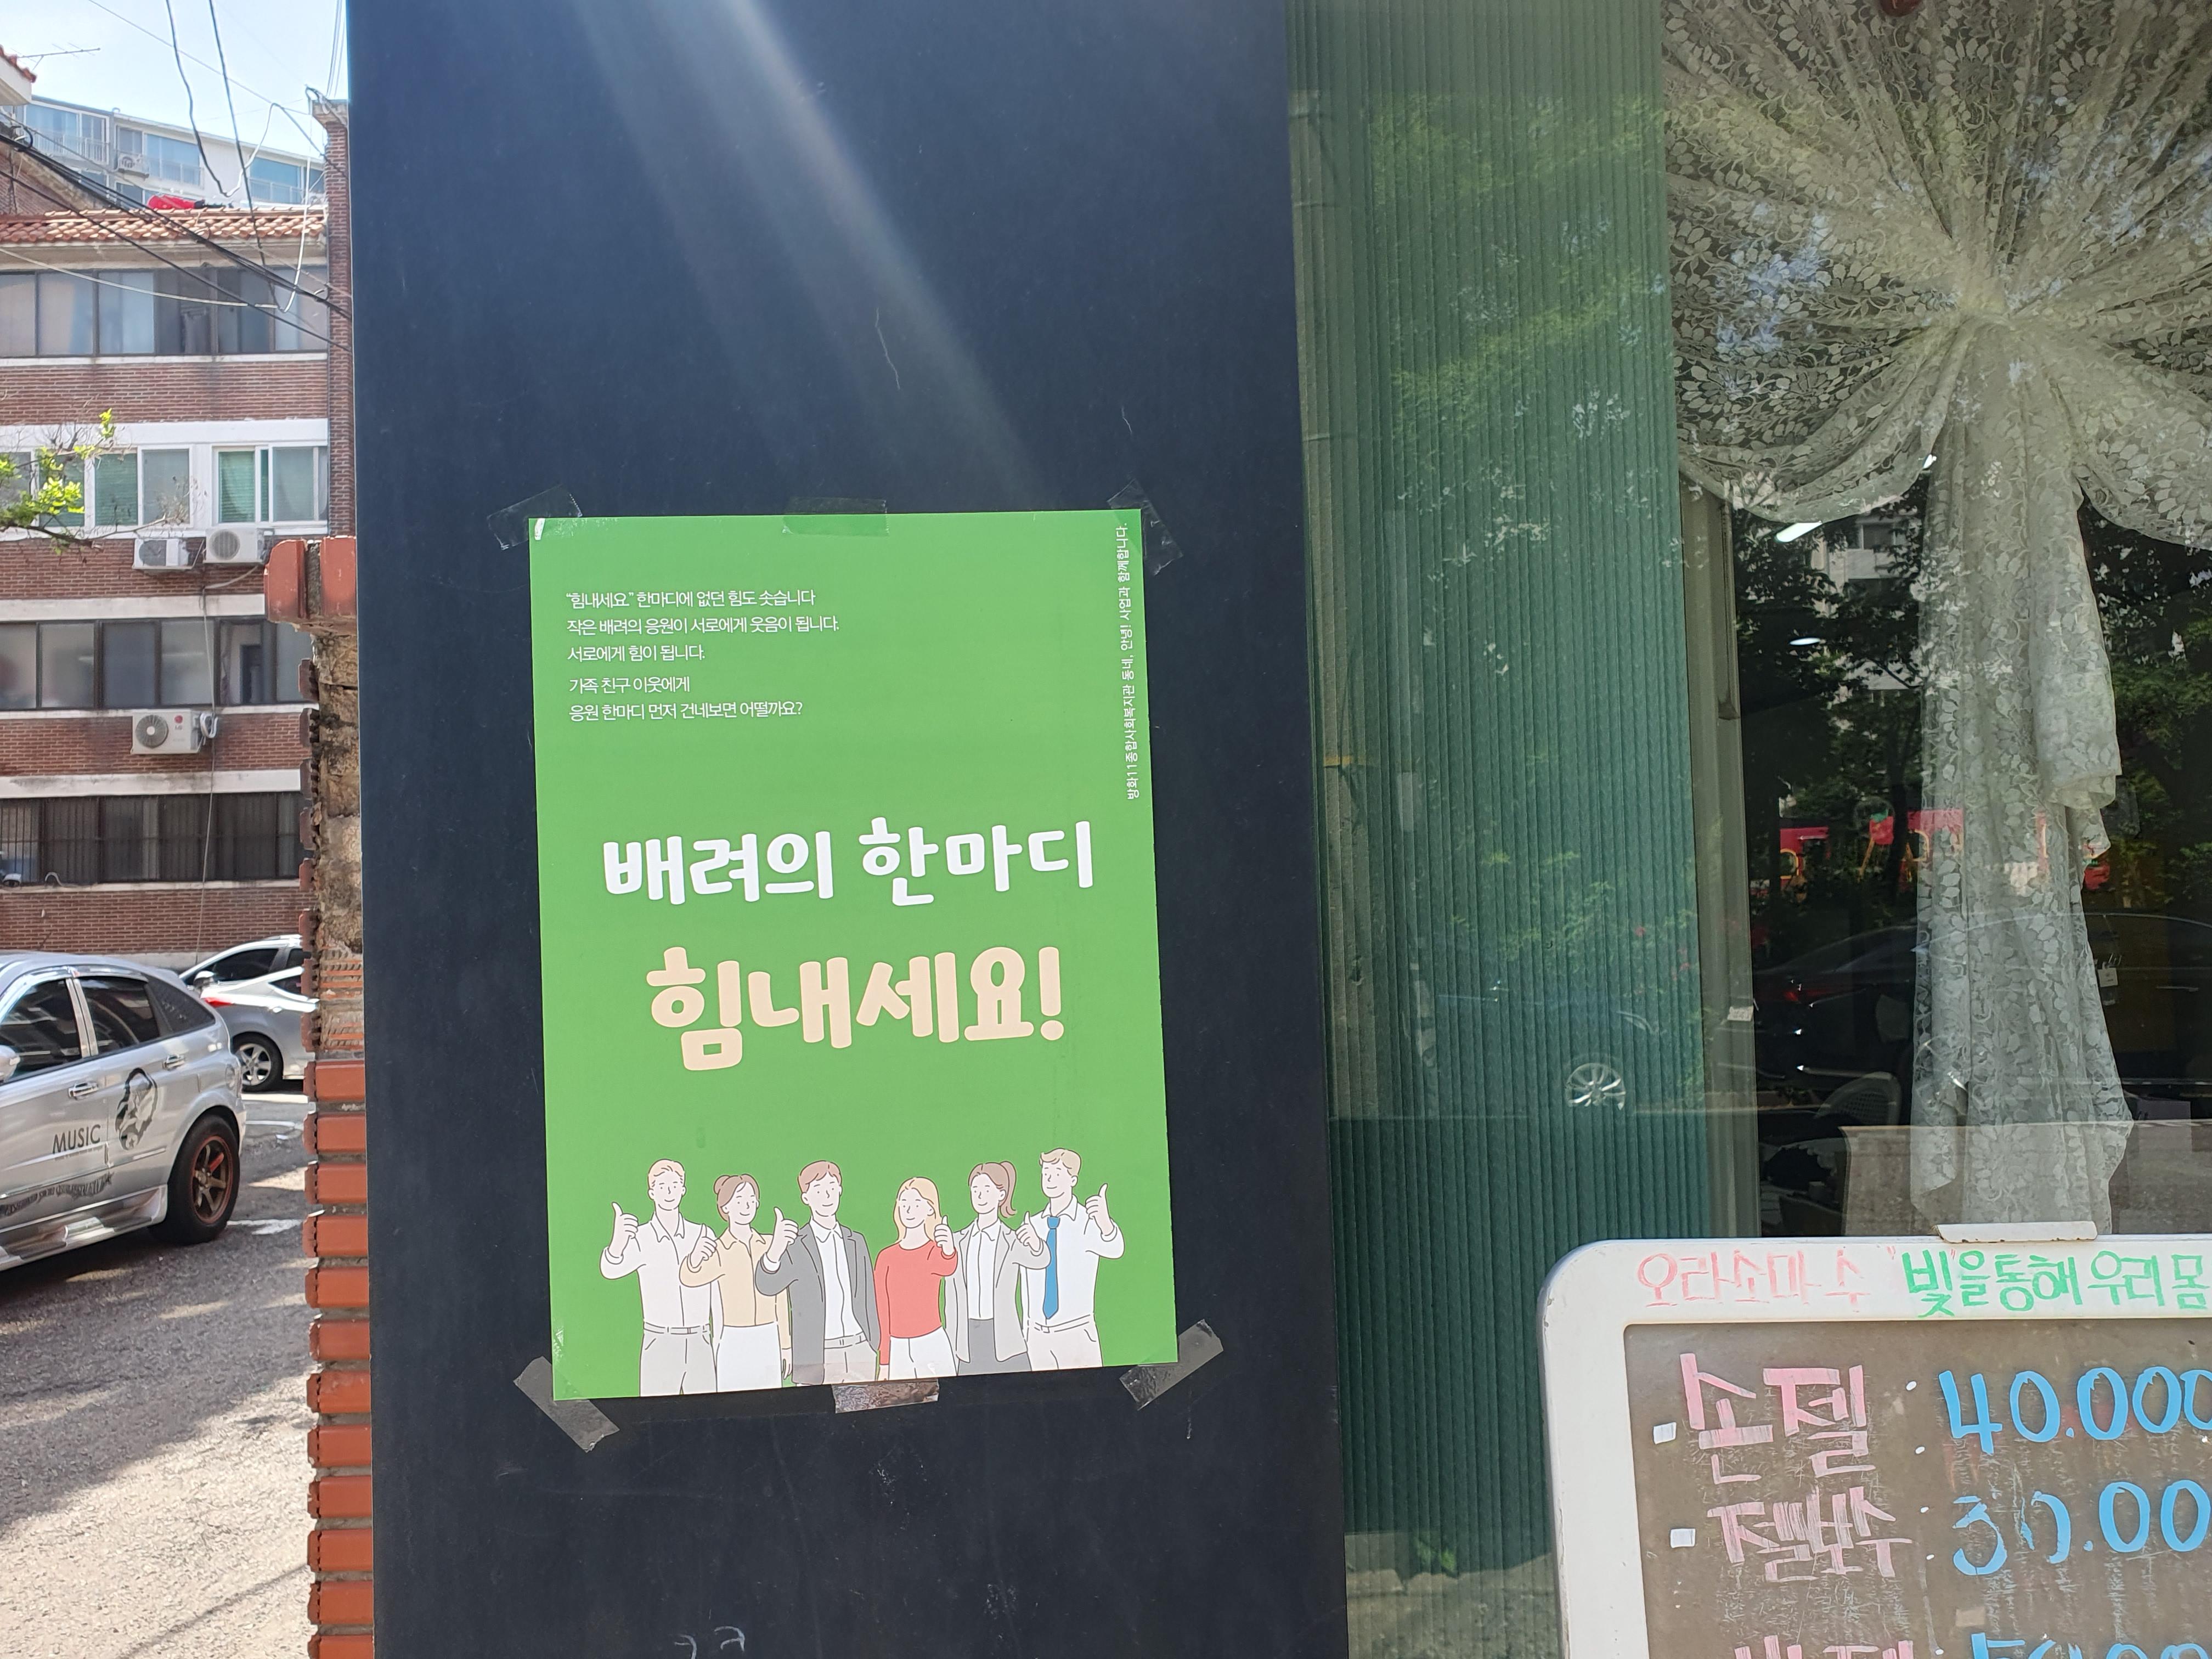 “힘내세요” 한마디에 없던 힘도 솟습니다
작은 배려의 응원이 서로에게 웃음이 됩니다.
서로에게 힘이 됩니다.
가족 친구 이웃에게
응원 한마디 먼저 건네보면 어떨까요?
방화11종합사회복지관 동네, 안녕! 사업과 함께합니다.
배려의 한마디
힘내세요!
MUSIC
오라소마 수 "빛"을 통해 우리 몸
손젤 : 40.000
젤보수 : 30.00